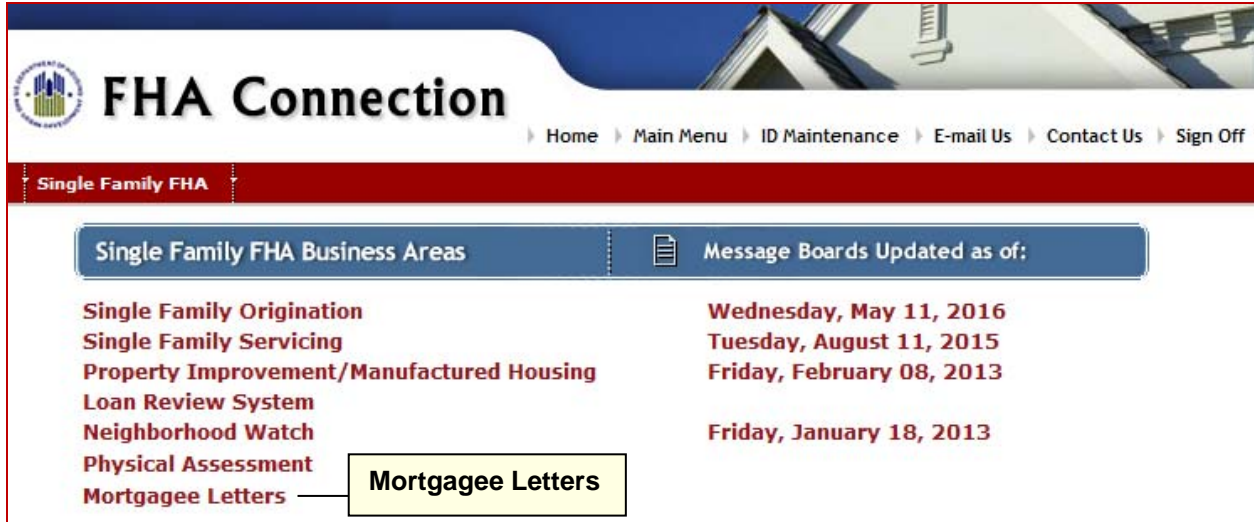 FHA Connection
Home Main Menu ID Maintenance E-mail Us Contact Us Sign Off
Single Family FHA
Single Family FHA Business Areas Message Boards Updated as of:
Single Family Origination Wednesday, May 11, 2016
Single Family Servicing Tuesday, August 11, 2015
Property Improvement/Manufactured Housing Friday, February 08, 2013
Loan Review System
Neighborhood Watch Friday, January 18, 2013
Physical Assessment
Mortgagee Letters Mortgagee Letters